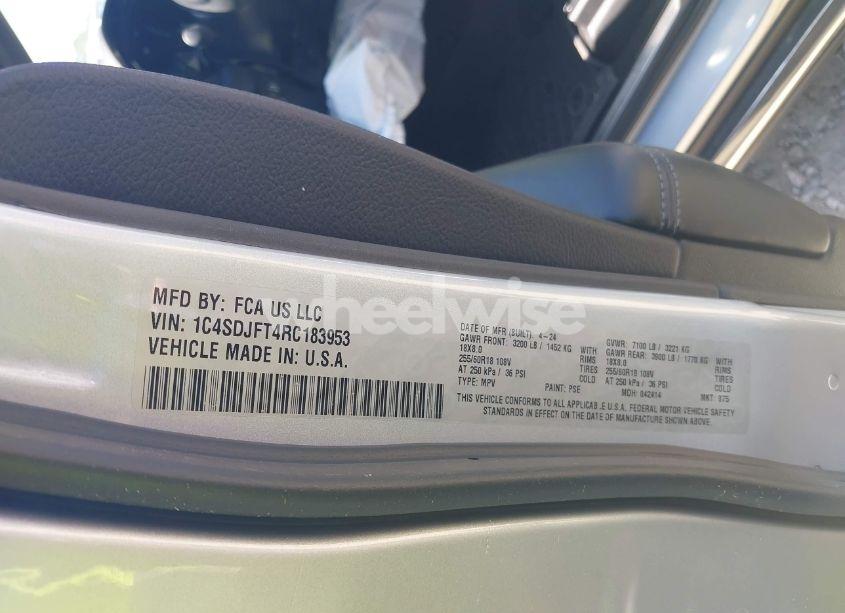 MFD BY: FCA US LLC
VIN: 1C4SDJFT4RC183953
VEHICLE MADE IN: U.S.A.
DATE OF MFR (BUILT): 4-24
GAWR FRONT: 3200 LB / 1452 KG WITH
18X8.0 RIMS
255/60R18 108V TIRES
AT 250 kPa / 36 PSI COLD
TYPE: MPV PAINT: PSE
GVWR: 7100 LB / 3221 KG
GAWR REAR: 3900 LB / 1770 KG WITH
18X8.0 RIMS
255/60R18 108V TIRES
AT 250 kPa / 36 PSI COLD
MDH: 042414 MKT: 075
THIS VEHICLE CONFORMS TO ALL APPLICABLE U.S.A. FEDERAL MOTOR VEHICLE SAFETY
STANDARDS IN EFFECT ON THE DATE OF MANUFACTURE SHOWN ABOVE.
wheelwise